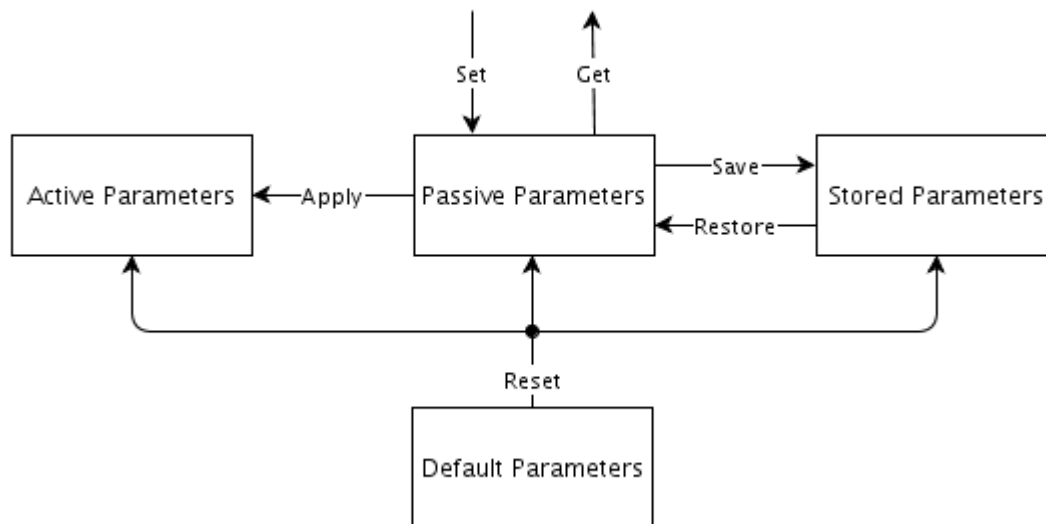 Set
Get
Active Parameters
Apply
Passive Parameters
Save
Restore
Stored Parameters
Reset
Default Parameters